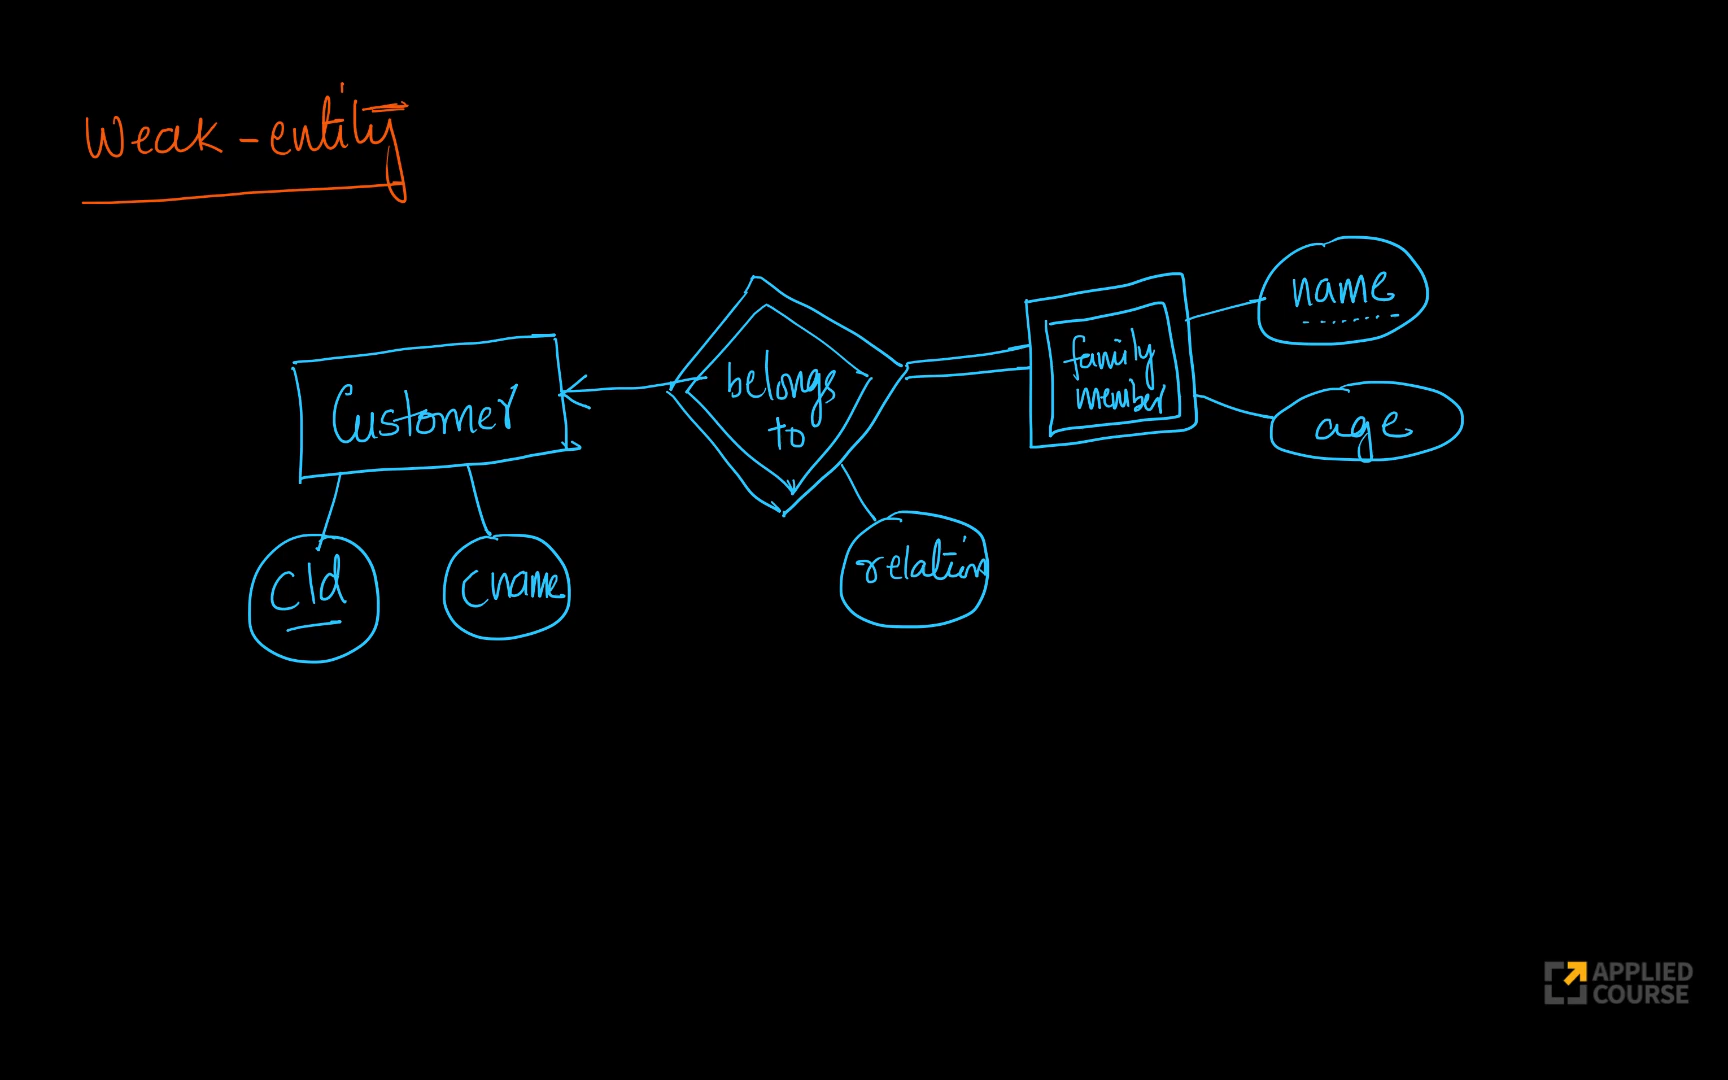 Weak-entity
Customer
belongs
to
family
member
name
age
cId
cname
relation
APPLIED
COURSE